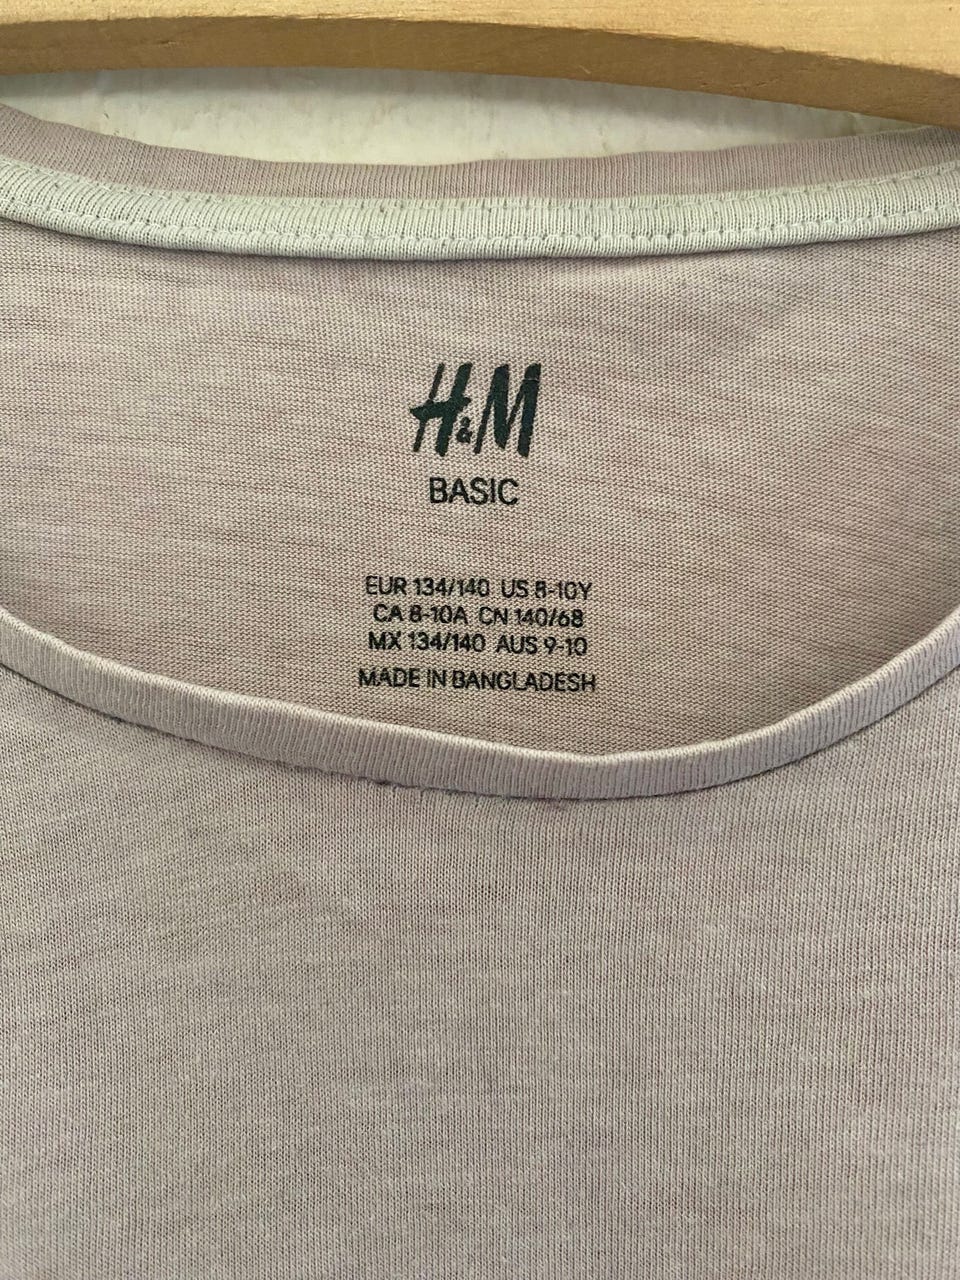 H&M
BASIC
EUR 134/140 US 8-10Y
CA 8-10A CN 140/68
MX 134/140 AUS 9-10
MADE IN BANGLADESH